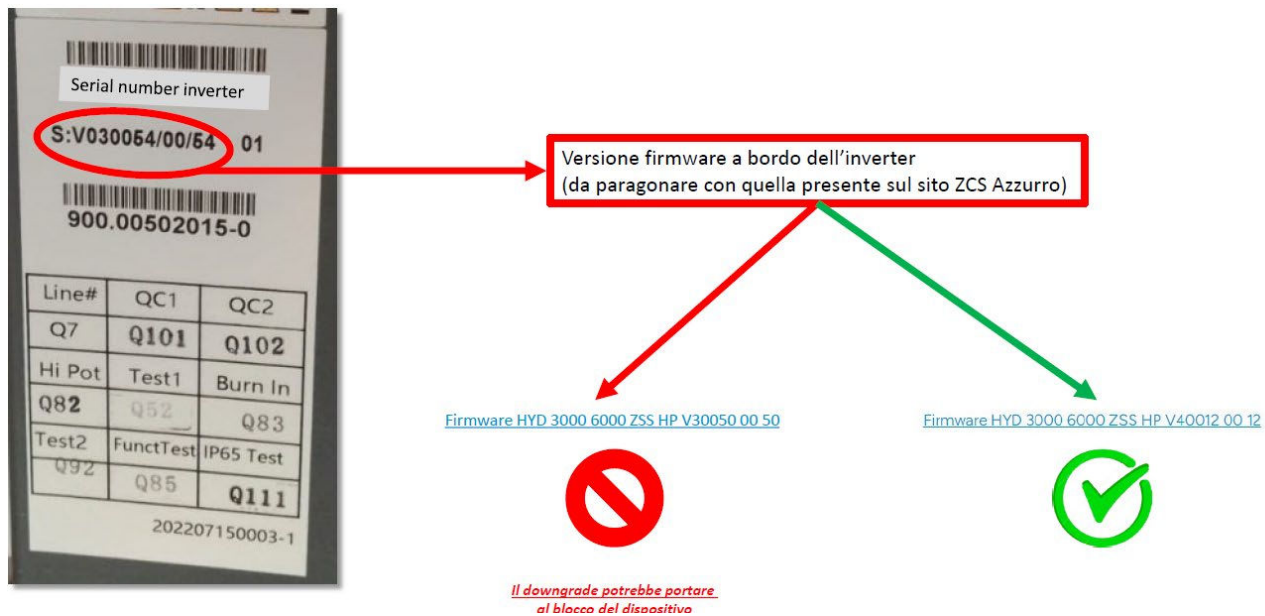 Serial number inverter
S:V030054/00/54 01
900.00502015-0
Line# QC1 QC2
Q7 Q101 Q102
Hi Pot Test1 Burn In
Q82 Q52 Q83
Test2 FunctTest IP65 Test
Q92 Q85 Q111
202207150003-1
Versione firmware a bordo dell'inverter
(da paragonare con quella presente sul sito ZCS Azzurro)
Firmware HYD 3000 6000 ZSS HP V30050 00 50
Firmware HYD 3000 6000 ZSS HP V40012 00 12
Il downgrade potrebbe portare
al blocco del dispositivo